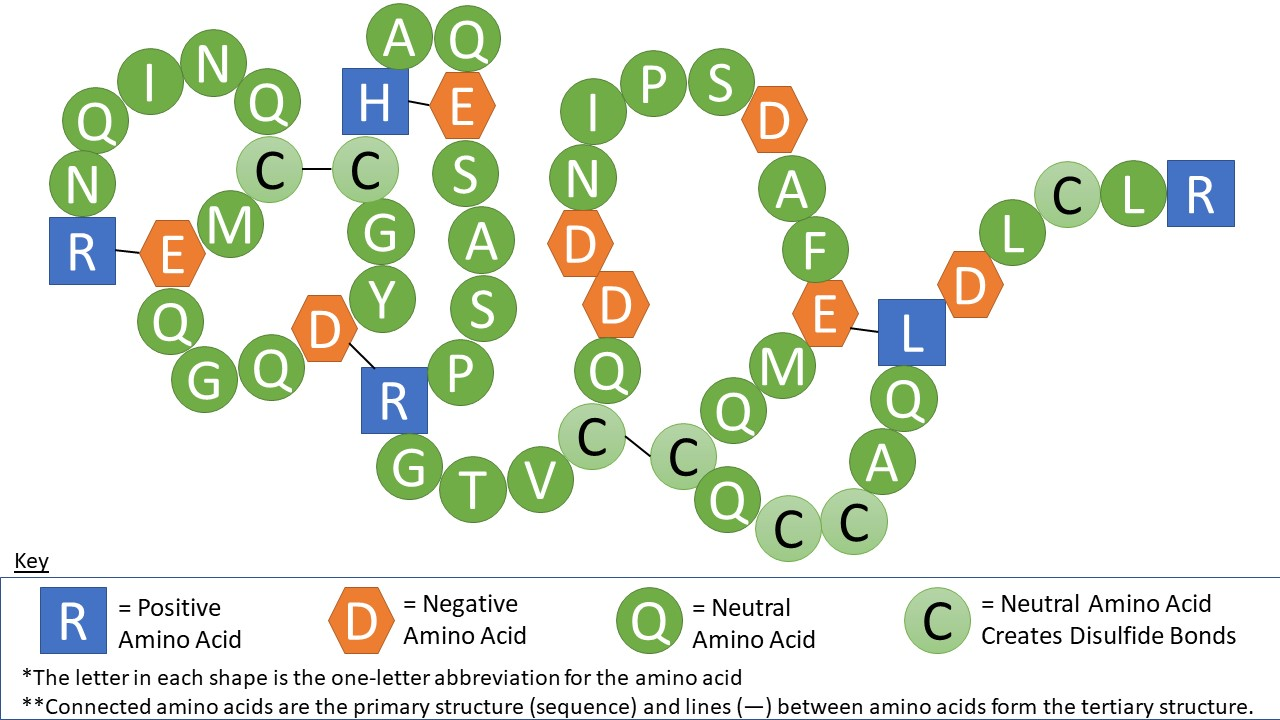 R
N
Q
I
N
Q
C
M
E
Q
G
Q
D
Y
G
C
H
A
Q
E
S
A
S
P
R
G
T
V
C
Q
D
D
N
I
P
S
D
A
F
E
M
Q
C
Q
C
C
A
Q
L
D
L
C
L
R
Key
R = Positive
Amino Acid
D = Negative
Amino Acid
Q = Neutral
Amino Acid
C = Neutral Amino Acid
Creates Disulfide Bonds
*The letter in each shape is the one-letter abbreviation for the amino acid
**Connected amino acids are the primary structure (sequence) and lines (—) between amino acids form the tertiary structure.